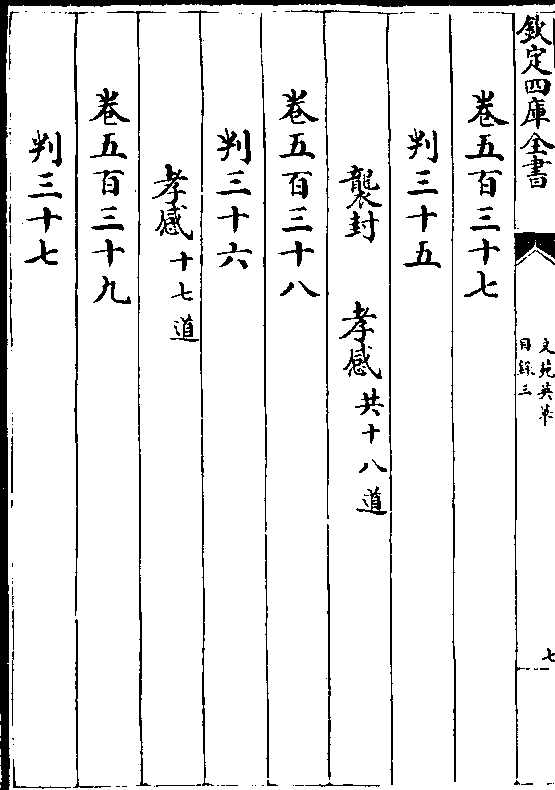 欽定四庫全書
文苑英華
目錄三
七
卷五百三十七
判三十五
襲封 孝感共十八道
卷五百三十八
判三十六
孝感十七道
卷五百三十九
判三十七